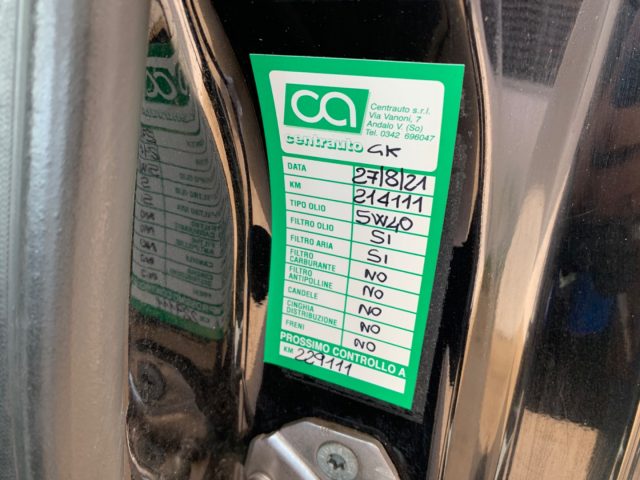 ca
Centrauto s.r.l.
Via Vanoni, 7
Andalo V. (So)
Tel. 0342 696047
centrauto GK
DATA 27/8/21
KM 214111
TIPO OLIO 5W40
FILTRO OLIO SI
FILTRO ARIA SI
FILTRO CARBURANTE NO
FILTRO ANTIPOLLINE NO
CANDELE NO
CINGHIA DISTRIBUZIONE NO
FRENI NO
PROSSIMO CONTROLLO A
KM 229111